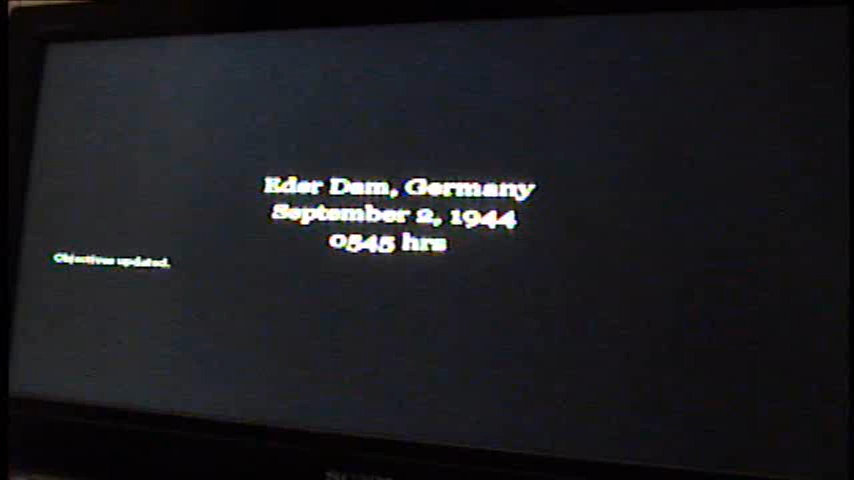 Eder Dam, Germany
September 2, 1944
0545 hrs
Objectives updated.